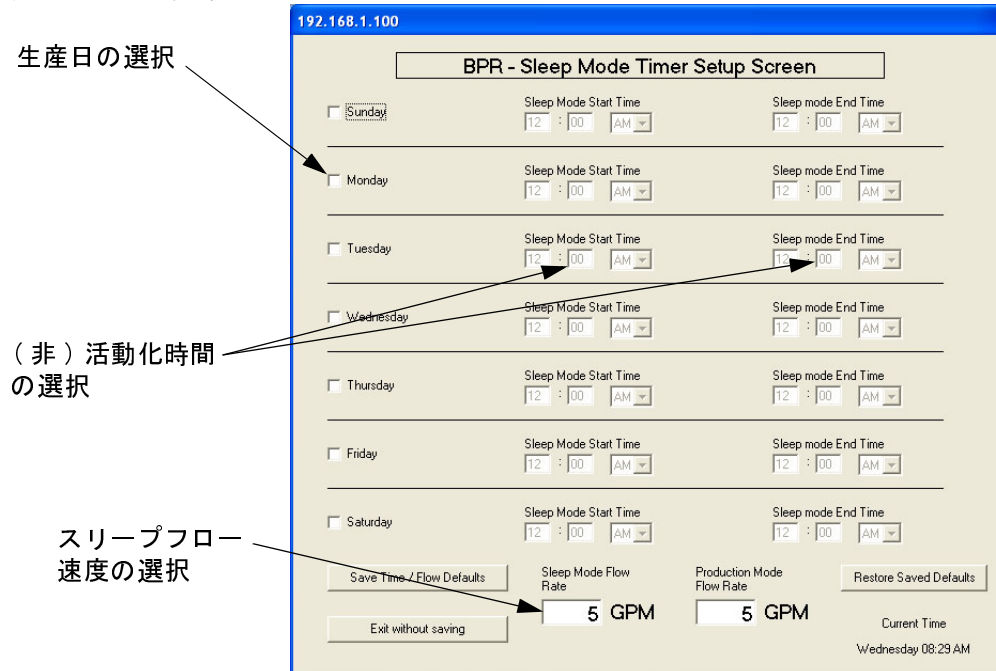 192.168.1.100
生産日の選択
BPR - Sleep Mode Timer Setup Screen
Sunday
Sleep Mode Start Time
12 : 00 AM
Sleep mode End Time
12 : 00 AM
Monday
Sleep Mode Start Time
12 : 00 AM
Sleep mode End Time
12 : 00 AM
Tuesday
Sleep Mode Start Time
12 : 00 AM
Sleep mode End Time
12 : 00 AM
Wednesday
Sleep Mode Start Time
12 : 00 AM
Sleep mode End Time
12 : 00 AM
(非)活動化時間
の選択
Thursday
Sleep Mode Start Time
12 : 00 AM
Sleep mode End Time
12 : 00 AM
Friday
Sleep Mode Start Time
12 : 00 AM
Sleep mode End Time
12 : 00 AM
Saturday
Sleep Mode Start Time
12 : 00 AM
Sleep mode End Time
12 : 00 AM
スリープフロー
速度の選択
Save Time / Flow Defaults
Sleep Mode Flow
Rate
5 GPM
Production Mode
Flow Rate
5 GPM
Restore Saved Defaults
Exit without saving
Current Time
Wednesday 08:29 AM